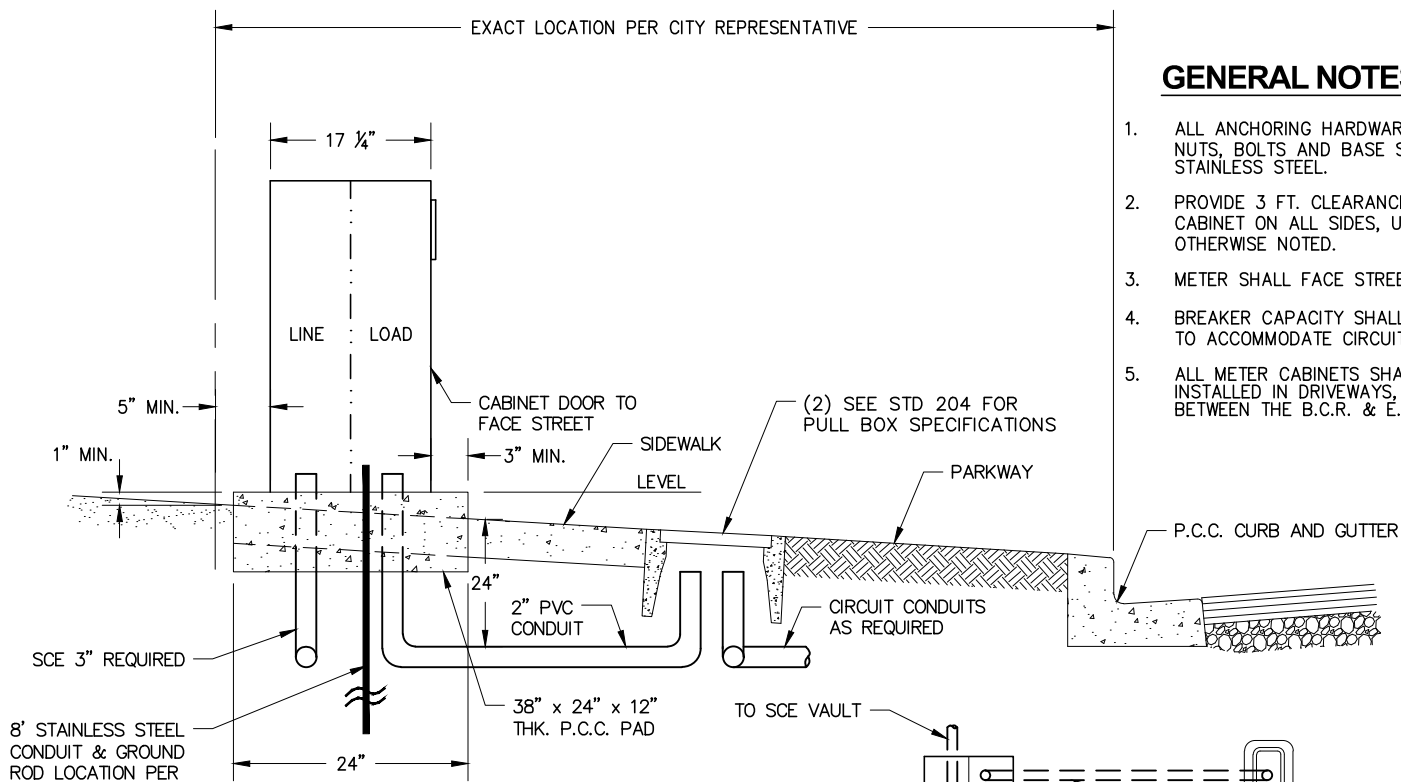 EXACT LOCATION PER CITY REPRESENTATIVE
GENERAL NOTES
1. ALL ANCHORING HARDWAR
NUTS, BOLTS AND BASE S
STAINLESS STEEL.
2. PROVIDE 3 FT. CLEARANC
CABINET ON ALL SIDES, U
OTHERWISE NOTED.
3. METER SHALL FACE STREE
4. BREAKER CAPACITY SHALL
TO ACCOMMODATE CIRCUIT
5. ALL METER CABINETS SHA
INSTALLED IN DRIVEWAYS,
BETWEEN THE B.C.R. & E.
17 ¼"
LINE
LOAD
5" MIN.
CABINET DOOR TO
FACE STREET
(2) SEE STD 204 FOR
PULL BOX SPECIFICATIONS
SIDEWALK
1" MIN.
3" MIN.
LEVEL
PARKWAY
P.C.C. CURB AND GUTTER
24"
2" PVC
CONDUIT
CIRCUIT CONDUITS
AS REQUIRED
SCE 3" REQUIRED
38" x 24" x 12"
THK. P.C.C. PAD
TO SCE VAULT
8' STAINLESS STEEL
CONDUIT & GROUND
ROD LOCATION PER
24"